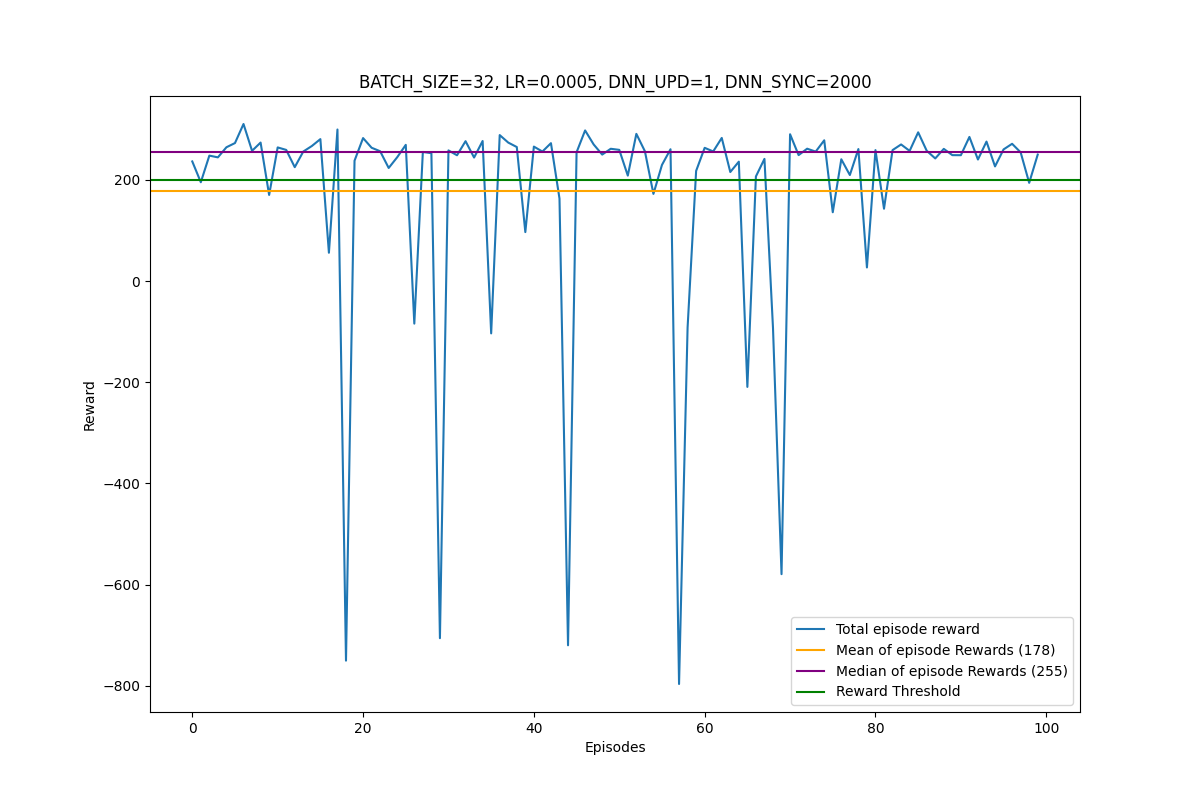 BATCH_SIZE=32, LR=0.0005, DNN_UPD=1, DNN_SYNC=2000
Reward
200
0
−200
−400
−600
−800
0 20 40 60 80 100
Episodes
Total episode reward
Mean of episode Rewards (178)
Median of episode Rewards (255)
Reward Threshold